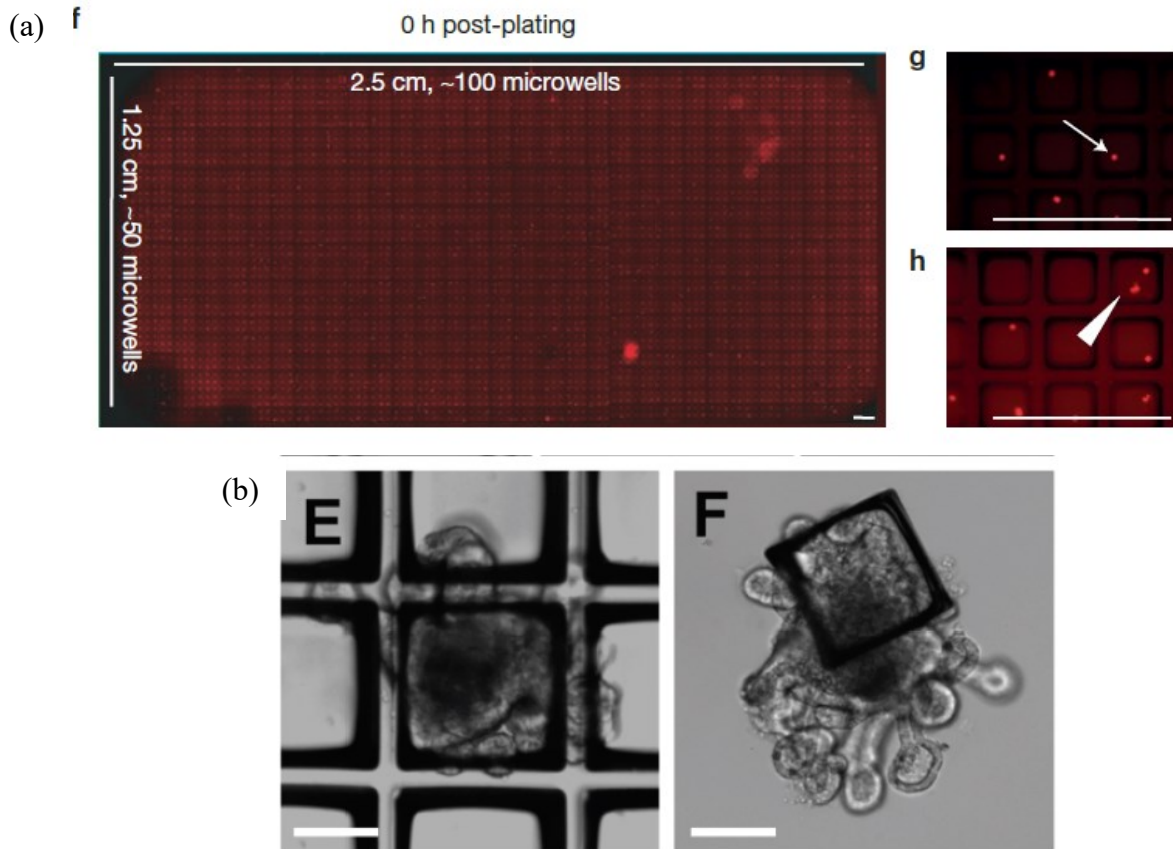 (a) f 0 h post-plating
2.5 cm, ~100 microwells
1.25 cm, ~50 microwells
g
h
(b)
E F